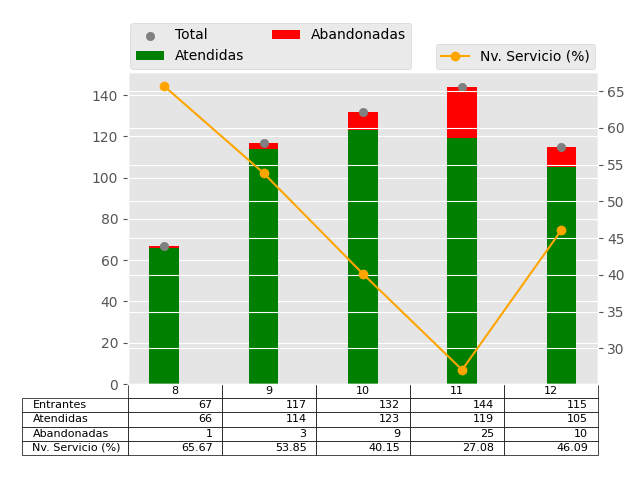 Total
Abandonadas
Atendidas
Nv. Servicio (%)
140
120
100
80
60
40
20
0
65
60
55
50
45
40
35
30
8 9 10 11 12
Entrantes 67 117 132 144 115
Atendidas 66 114 123 119 105
Abandonadas 1 3 9 25 10
Nv. Servicio (%) 65.67 53.85 40.15 27.08 46.09